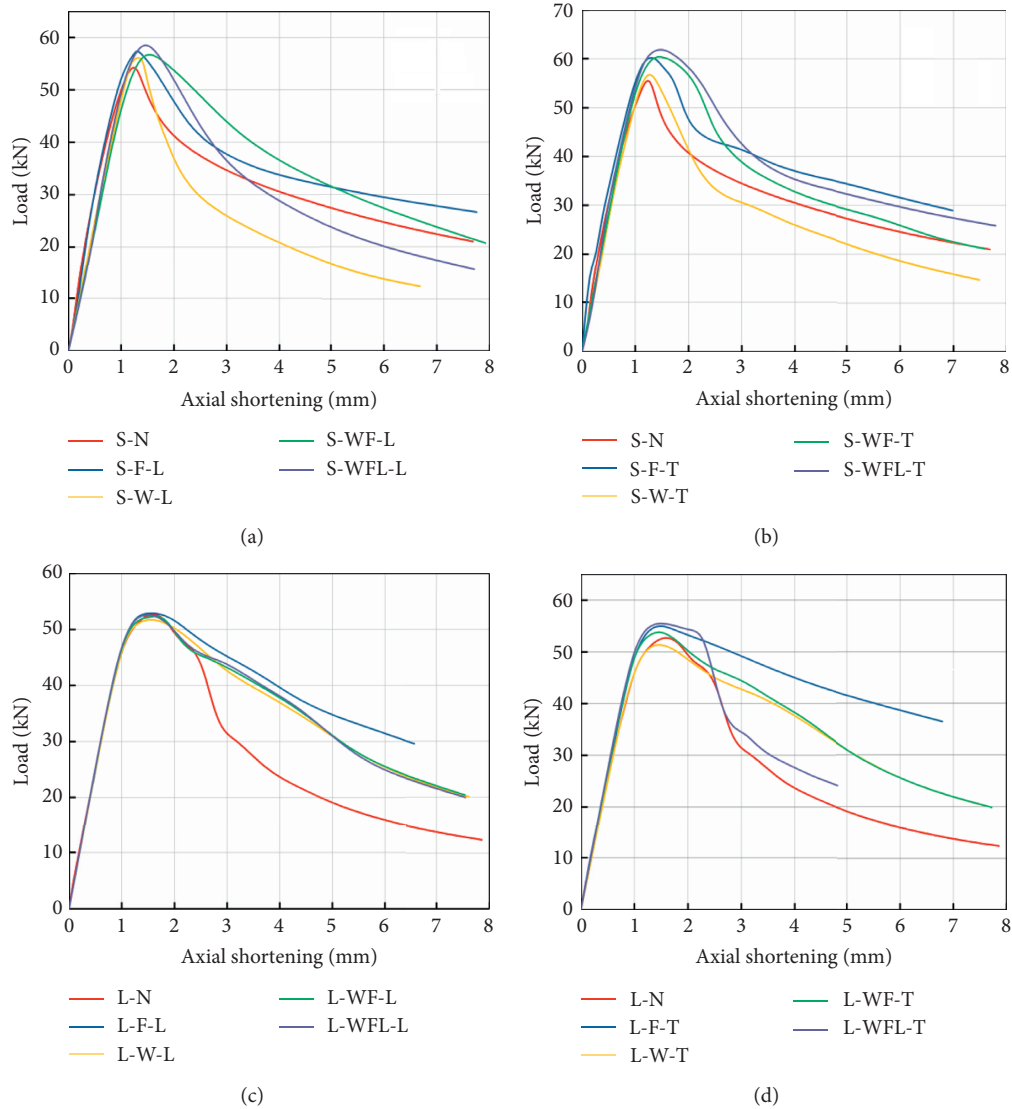 60
50
40
30
20
10
0
Load (kN)
0 1 2 3 4 5 6 7 8
Axial shortening (mm)
S-N
S-F-L
S-W-L
S-WF-L
S-WFL-L
(a)
70
60
50
40
30
20
10
0
Load (kN)
0 1 2 3 4 5 6 7 8
Axial shortening (mm)
S-N
S-F-T
S-W-T
S-WF-T
S-WFL-T
(b)
60
50
40
30
20
10
0
Load (kN)
0 1 2 3 4 5 6 7 8
Axial shortening (mm)
L-N
L-F-L
L-W-L
L-WF-L
L-WFL-L
(c)
60
50
40
30
20
10
0
Load (kN)
0 1 2 3 4 5 6 7 8
Axial shortening (mm)
L-N
L-F-T
L-W-T
L-WF-T
L-WFL-T
(d)